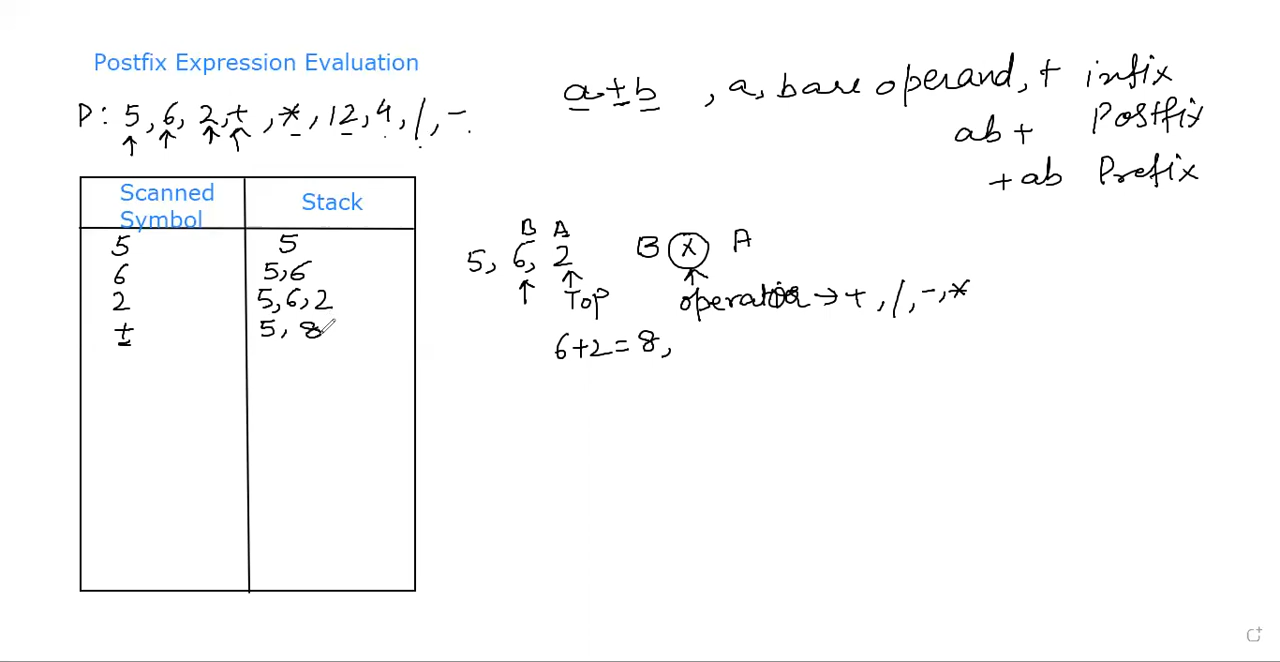 Postfix Expression Evaluation
P: 5, 6, 2, +, *, 12, 4, /, -.
a+b, a, b are operand, + infix
ab+ Postfix
+ab Prefix
Scanned Symbol Stack
5 5
6 5,6
2 5,6,2
+ 5, 8
B A
5, 6, 2 B × A
Top → +, /, -, *
6+2=8,